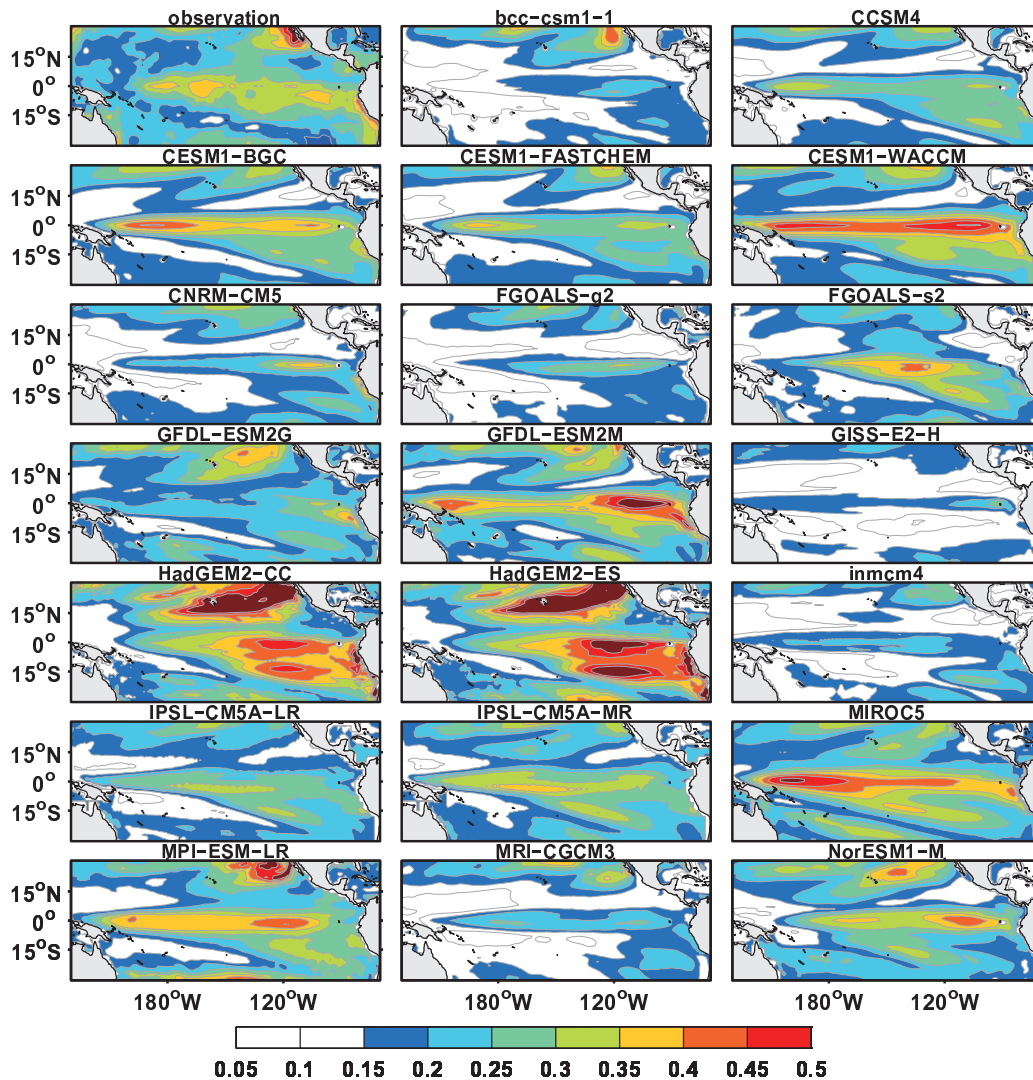 observation bcc-csm1-1 CCSM4
15°N
0°
15°S
CESM1-BGC CESM1-FASTCHEM CESM1-WACCM
15°N
0°
15°S
CNRM-CM5 FGOALS-g2 FGOALS-s2
15°N
0°
15°S
GFDL-ESM2G GFDL-ESM2M GISS-E2-H
15°N
0°
15°S
HadGEM2-CC HadGEM2-ES inmcm4
15°N
0°
15°S
IPSL-CM5A-LR IPSL-CM5A-MR MIROC5
15°N
0°
15°S
MPI-ESM-LR MRI-CGCM3 NorESM1-M
15°N
0°
15°S
180°W 120°W 180°W 120°W 180°W 120°W
0.05 0.1 0.15 0.2 0.25 0.3 0.35 0.4 0.45 0.5